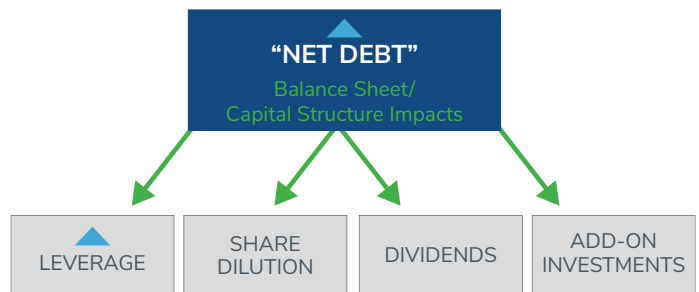 “NET DEBT”
Balance Sheet/
Capital Structure Impacts
LEVERAGE
SHARE
DILUTION
DIVIDENDS
ADD-ON
INVESTMENTS